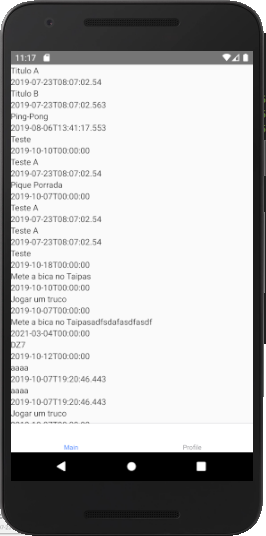 11:17
Titulo A
2019-07-23T08:07:02.54
Titulo B
2019-07-23T08:07:02.563
Ping-Pong
2019-08-06T13:41:17.553
Teste
2019-10-10T00:00:00
Teste A
2019-07-23T08:07:02.54
Pique Porrada
2019-10-07T00:00:00
Teste A
2019-07-23T08:07:02.54
Teste A
2019-07-23T08:07:02.54
Teste
2019-10-18T00:00:00
Mete a bica no Taipas
2019-10-10T00:00:00
Jogar um truco
2019-10-07T00:00:00
Mete a bica no Taipasadfsdafasdfasdf
2021-03-04T00:00:00
DZ7
2019-10-12T00:00:00
aaaa
2019-10-07T19:20:46.443
aaaa
2019-10-07T19:20:46.443
Jogar um truco
Main
Profile